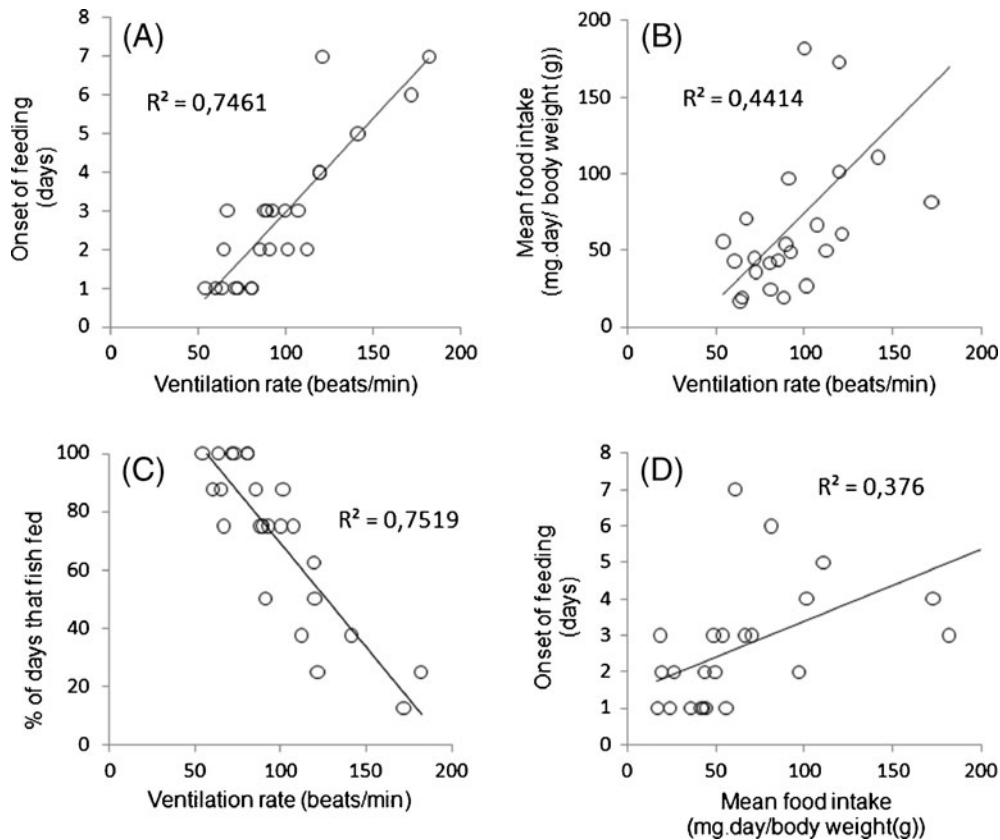 (A)
8
7
6
5
4
3
2
1
0
R² = 0,7461
Onset of feeding
(days)
0 50 100 150 200
Ventilation rate (beats/min)
(B)
200
150
100
50
0
R² = 0,4414
Mean food intake
(mg.day/ body weight(g))
0 50 100 150 200
Ventilation rate (beats/min)
(C)
100
80
60
40
20
0
R² = 0,7519
% of days that fish fed
0 50 100 150 200
Ventilation rate (beats/min)
(D)
8
7
6
5
4
3
2
1
0
R² = 0,376
Onset of feeding
(days)
0 50 100 150 200
Mean food intake
(mg.day/body weight(g))